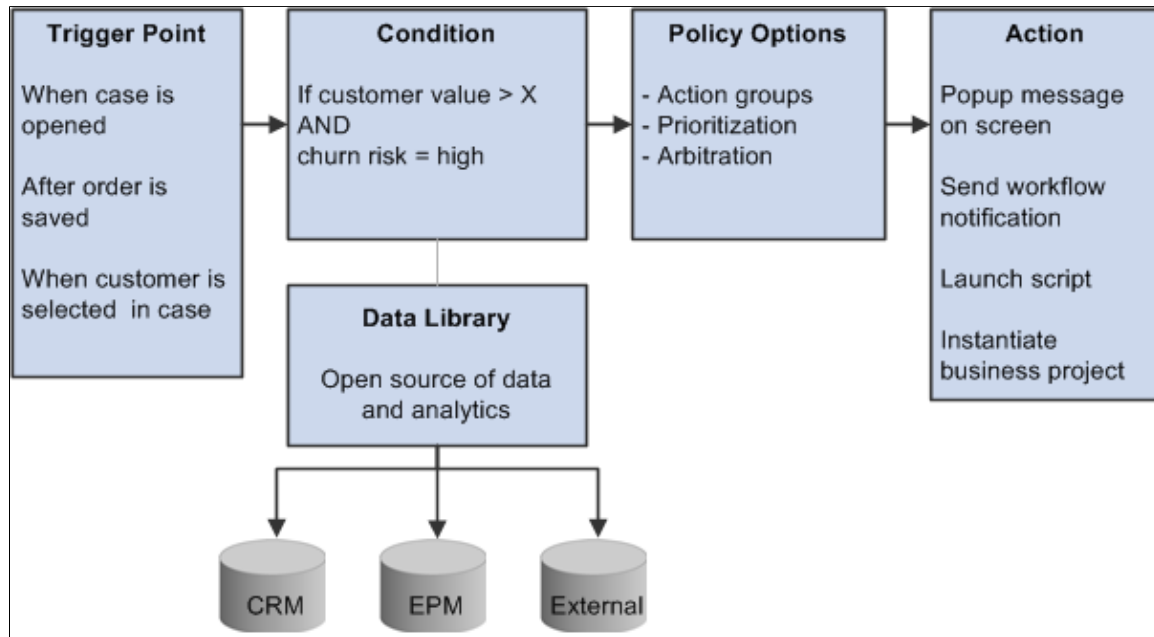 Trigger Point
When case is
opened
After order is
saved
When customer is
selected in case
Condition
If customer value > X
AND
churn risk = high
Policy Options
- Action groups
- Prioritization
- Arbitration
Action
Popup message
on screen
Send workflow
notification
Launch script
Instantiate
business project
Data Library
Open source of data
and analytics
CRM
EPM
External